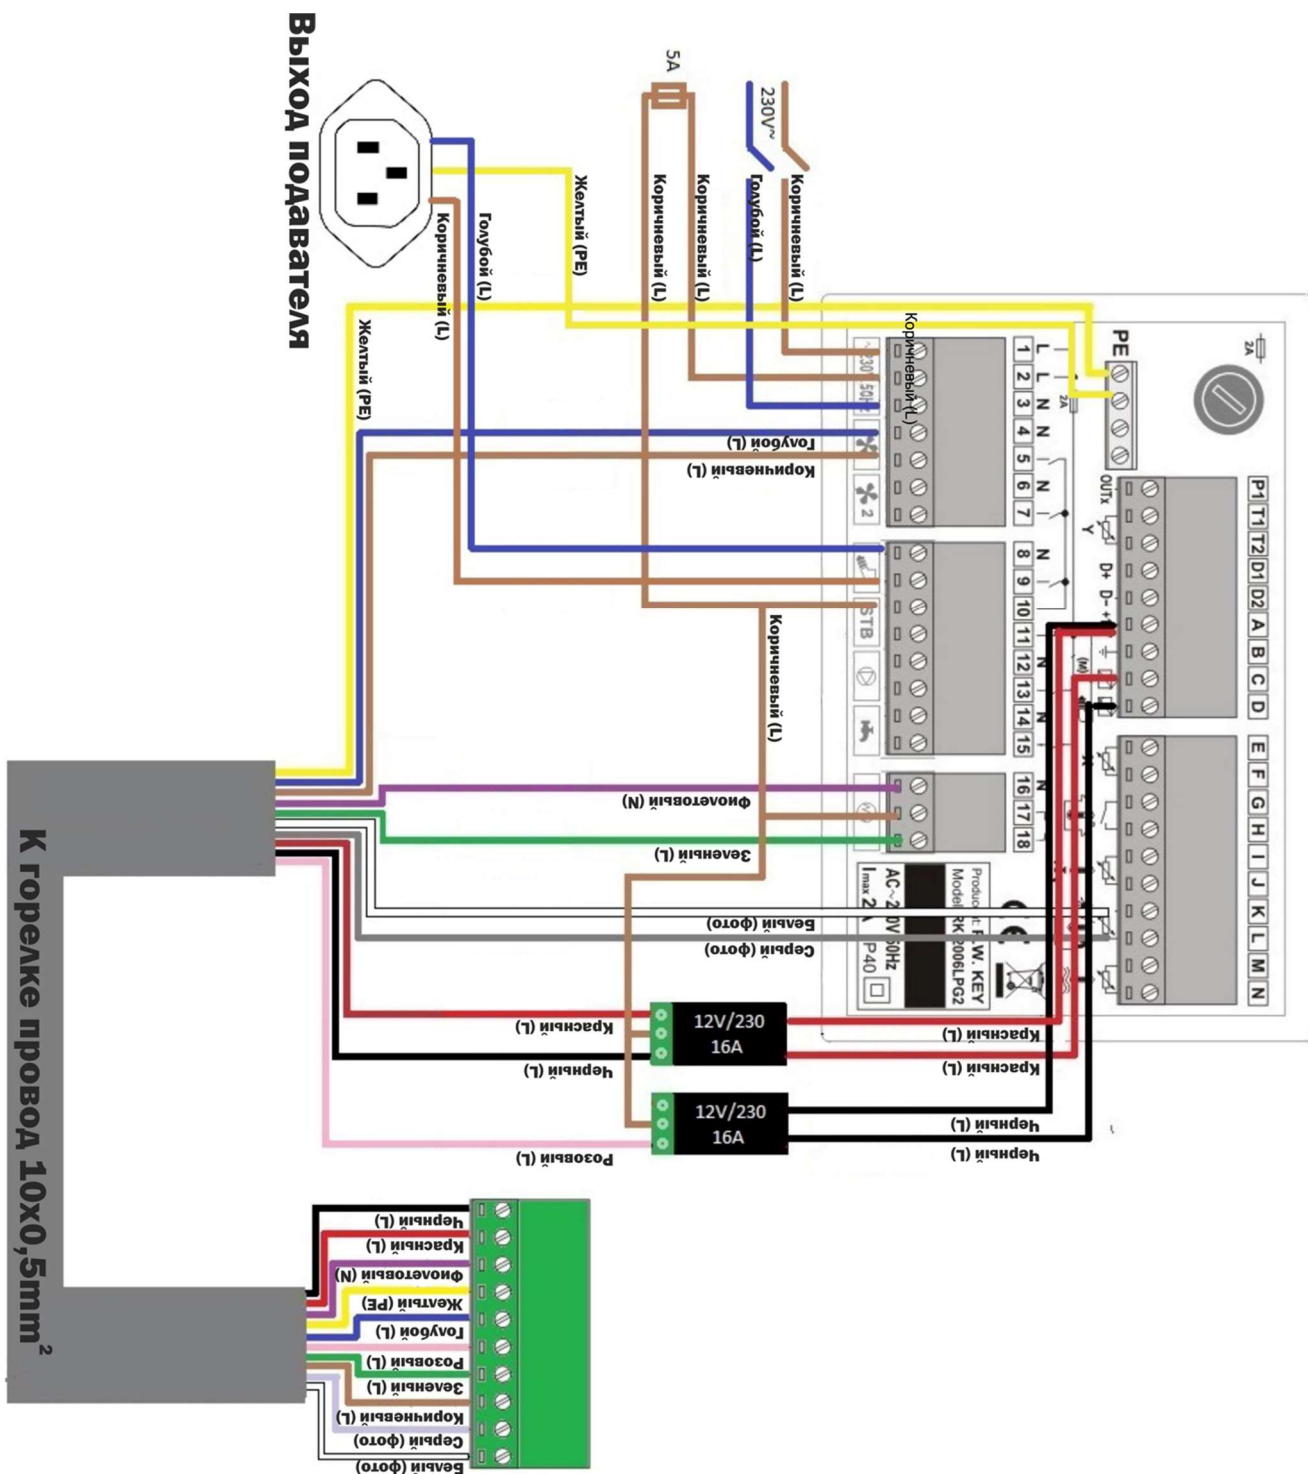 Выход подавателя
5A
230V~
Коричневый (L)
Коричневый (L)
Голубой (L)
Коричневый (L)
Желтый (PE)
Голубой (L)
Коричневый (L)
Желтый (PE)
Коричневый (L)
Голубой (L)
Коричневый (L)
Коричневый (L)
Фиолетовый (N)
Зеленый (L)
Белый (фото)
Серый (фото)
Красный (L)
Черный (L)
Розовый (L)
12V/230
16A
12V/230
16A
Красный (L)
Красный (L)
Черный (L)
Черный (L)
PE
2A
2A
1 L
2 L
3 N
4 N
5
6 N
7
8 N
9
10
11
12 N
13
14 N
15
16 N
17
18
2
STB
OUTx
Y
D+
D-
(M)
P1
T1
T2
D1
D2
A
B
C
D
E
F
G
H
I
J
K
L
M
N
К горелке провод 10x0,5mm²
Черный (L)
Красный (L)
Фиолетовый (N)
Желтый (PE)
Голубой (L)
Розовый (L)
Зеленый (L)
Коричневый (L)
Серый (фото)
Белый (фото)